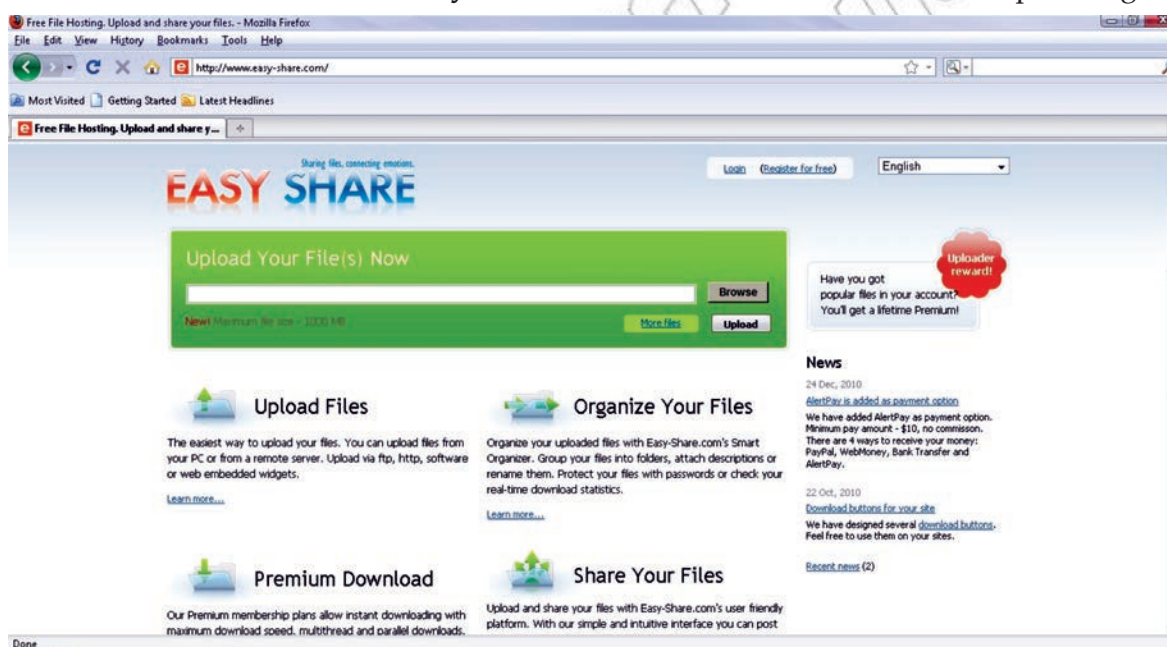 Free File Hosting. Upload and share your files. - Mozilla Firefox
File Edit View History Bookmarks Tools Help
http://www.easy-share.com/
Most Visited Getting Started Latest Headlines
Free File Hosting. Upload and share y...
Sharing files, connecting emotions.
EASY SHARE
Login (Register for free)
English
Upload Your File(s) Now
Browse
New! Maximum file size - 1000 MB
More files
Upload
Uploader
reward!
Have you got
popular files in your account?
You'll get a lifetime Premium!
Upload Files
The easiest way to upload your files. You can upload files from
your PC or from a remote server. Upload via ftp, http, software
or web embedded widgets.
Learn more...
Organize Your Files
Organize your uploaded files with Easy-Share.com's Smart
Organizer. Group your files into folders, attach descriptions or
rename them. Protect your files with passwords or check your
real-time download statistics.
Learn more...
News
24 Dec, 2010
AlertPay is added as payment option
We have added AlertPay as payment option.
Minimum pay amount - $10, no commisson.
There are 4 ways to receive your money:
PayPal, WebMoney, Bank Transfer and
AlertPay.
22 Oct, 2010
Download buttons for your site
We have designed several download buttons.
Feel free to use them on your sites.
Recent news (2)
Premium Download
Our Premium membership plans allow instant downloading with
maximum download speed, multithread and parallel downloads.
Share Your Files
Upload and share your files with Easy-Share.com's user friendly
platform. With our simple and intuitive interface you can post
Done